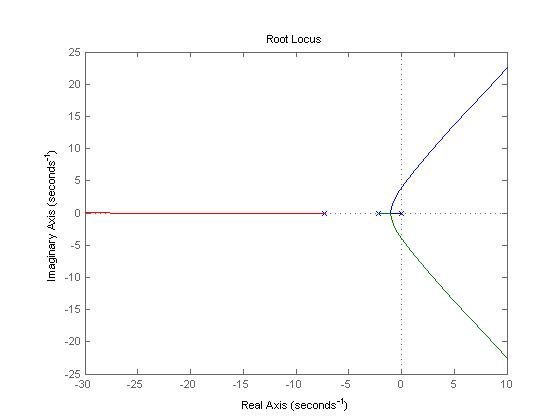 Root Locus
25
20
15
10
5
0
-5
-10
-15
-20
-25
Imaginary Axis (seconds⁻¹)
-30 -25 -20 -15 -10 -5 0 5 10
Real Axis (seconds⁻¹)